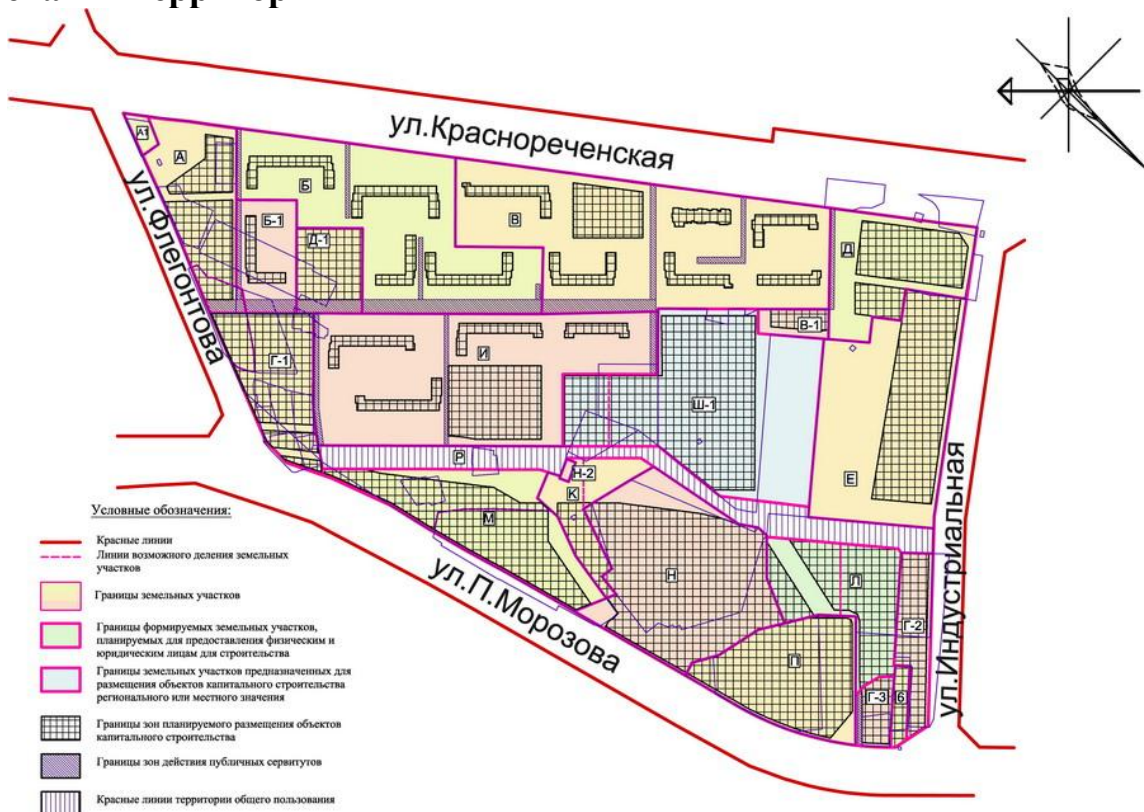 ул.Краснореченская
ул.Флегонтова
А1
А
Б
Б-1
Д-1
В
Д
В-1
Г-1
И
Ш-1
Е
Р
Н-2
К
М
Н
Л
Г-2
П
Г-3
6
ул.П.Морозова
ул.Индустриальная
Условные обозначения:
Красные линии
Линии возможного деления земельных
участков
Границы земельных участков
Границы формируемых земельных участков,
планируемых для предоставления физическим и
юридическим лицам для строительства
Границы земельных участков предназначенных для
размещения объектов капитального строительства
регионального или местного значения
Границы зон планируемого размещения объектов
капитального строительства
Границы зон действия публичных сервитутов
Красные линии территории общего пользования